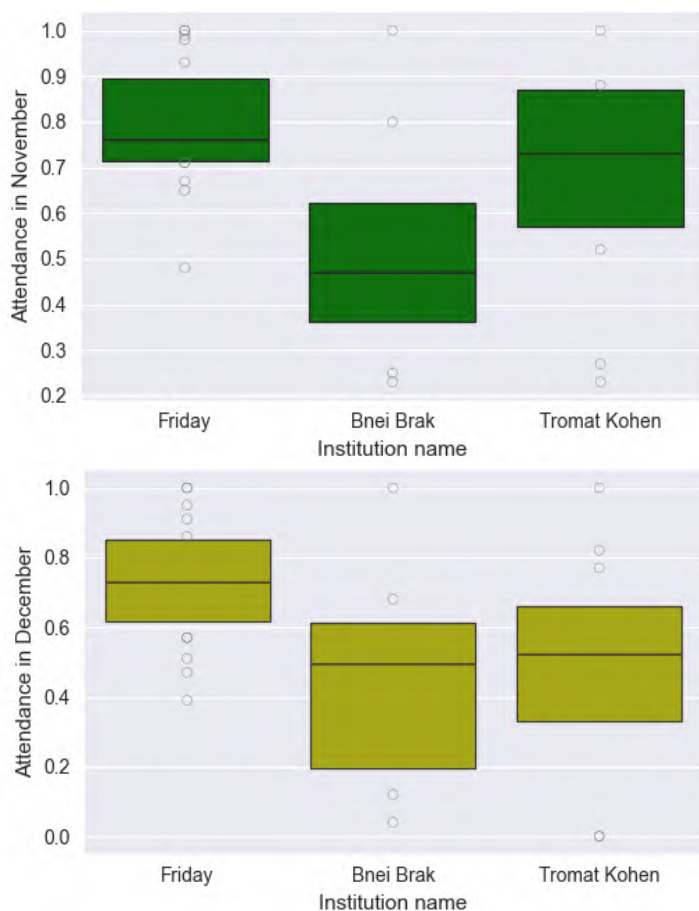 Attendance in November
1.0
0.9
0.8
0.7
0.6
0.5
0.4
0.3
0.2
Friday Bnei Brak Tromat Kohen
Institution name
Attendance in December
1.0
0.8
0.6
0.4
0.2
0.0
Friday Bnei Brak Tromat Kohen
Institution name